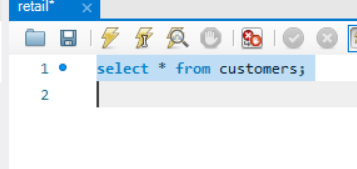 retail*
1 select * from customers;
2